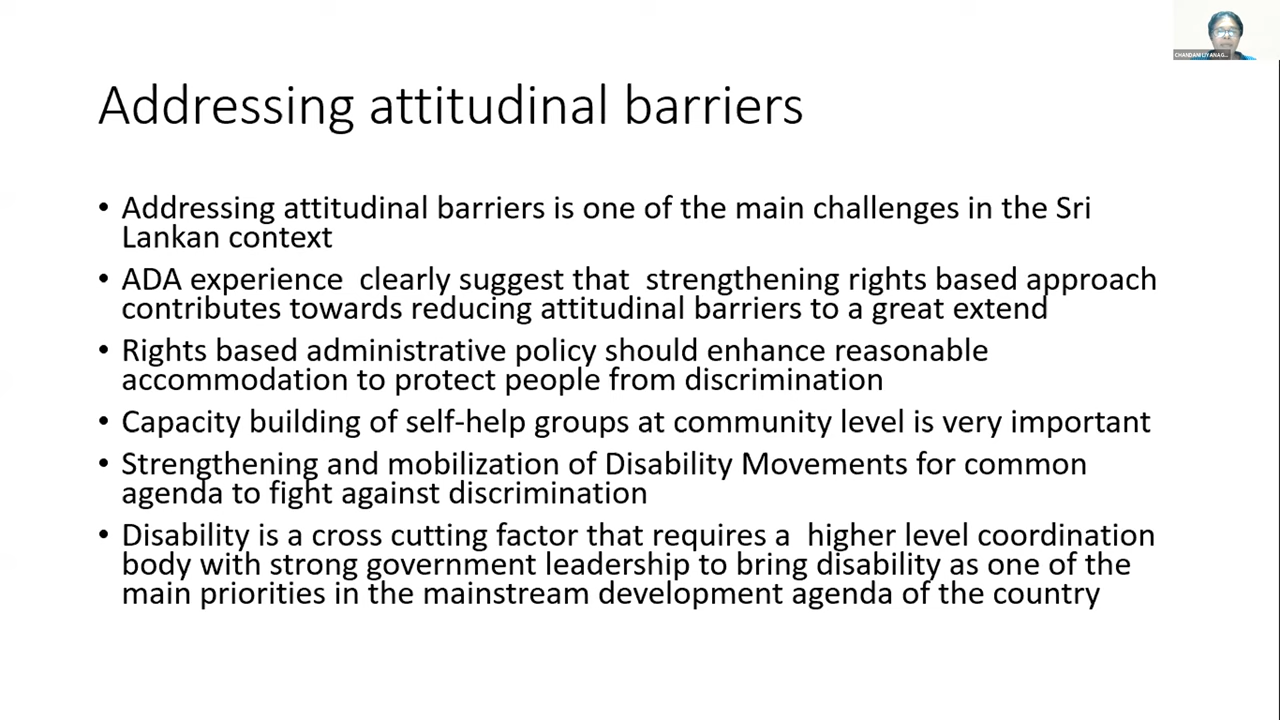 CHANDANI LIYANAG...
Addressing attitudinal barriers
• Addressing attitudinal barriers is one of the main challenges in the Sri
Lankan context
• ADA experience  clearly suggest that  strengthening rights based approach
contributes towards reducing attitudinal barriers to a great extend
• Rights based administrative policy should enhance reasonable
accommodation to protect people from discrimination
• Capacity building of self-help groups at community level is very important
• Strengthening and mobilization of Disability Movements for common
agenda to fight against discrimination
• Disability is a cross cutting factor that requires a  higher level coordination
body with strong government leadership to bring disability as one of the
main priorities in the mainstream development agenda of the country